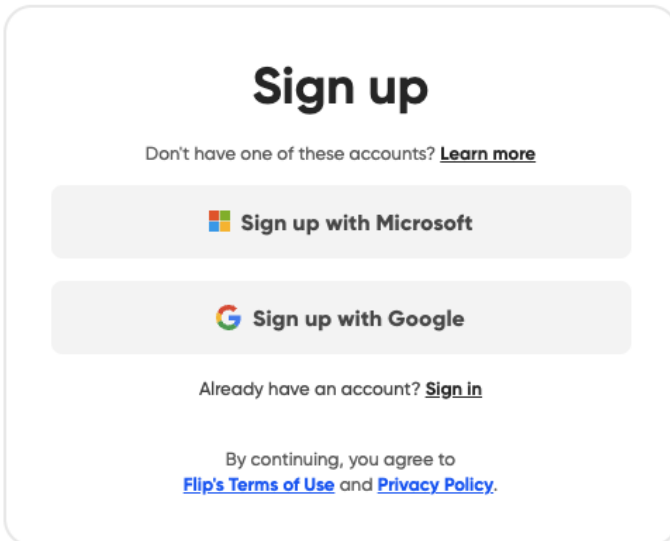 Sign up
Don't have one of these accounts? Learn more
Sign up with Microsoft
Sign up with Google
Already have an account? Sign in
By continuing, you agree to
Flip's Terms of Use and Privacy Policy.